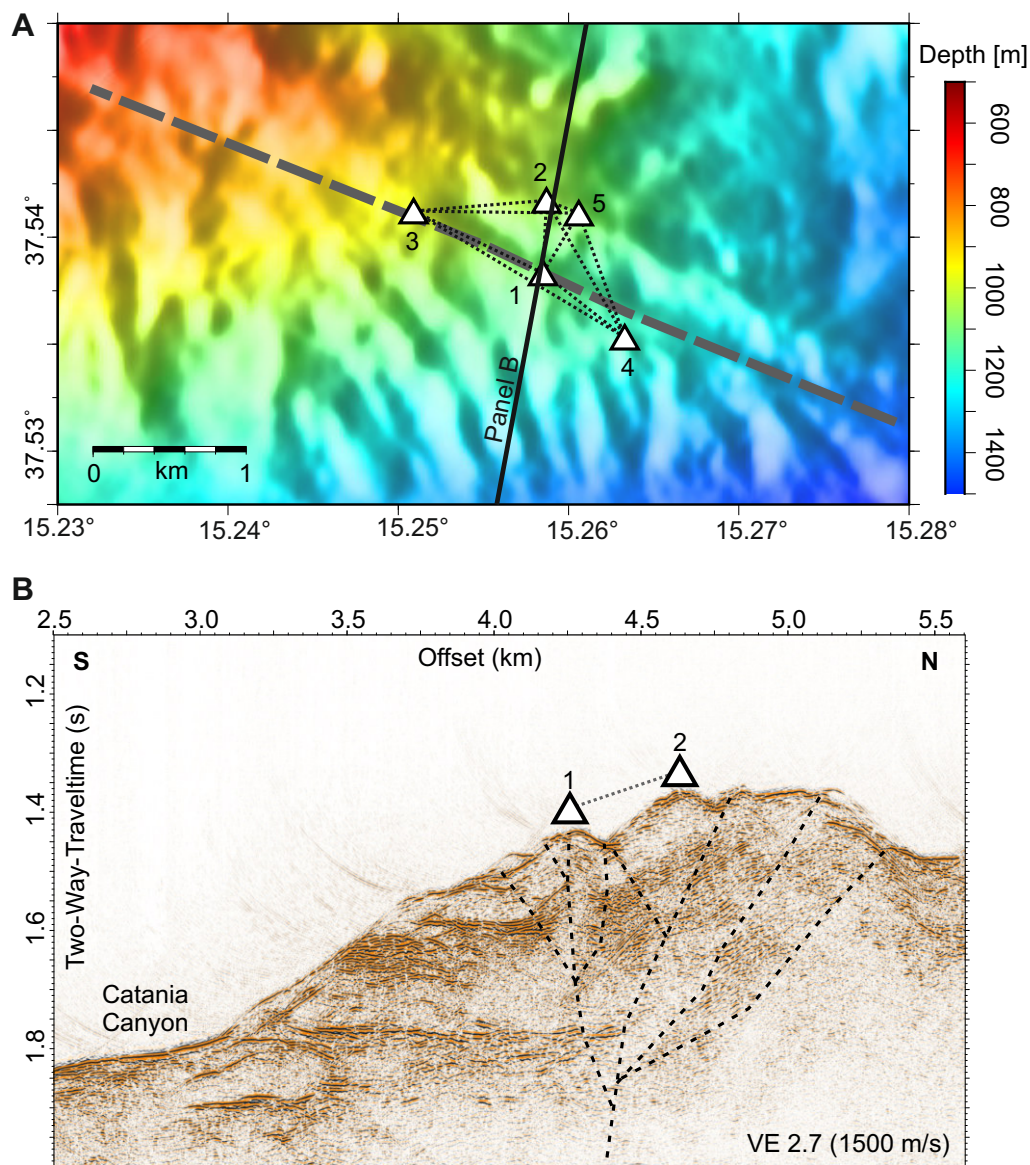 A
Depth [m]
600
800
1000
1200
1400
37.54°
37.53°
2
5
3
1
4
Panel B
0 km 1
15.23° 15.24° 15.25° 15.26° 15.27° 15.28°
B
2.5 3.0 3.5 4.0 4.5 5.0 5.5
S Offset (km) N
Two-Way-Traveltime (s)
1.2
1.4
1.6
1.8
1
2
Catania
Canyon
VE 2.7 (1500 m/s)